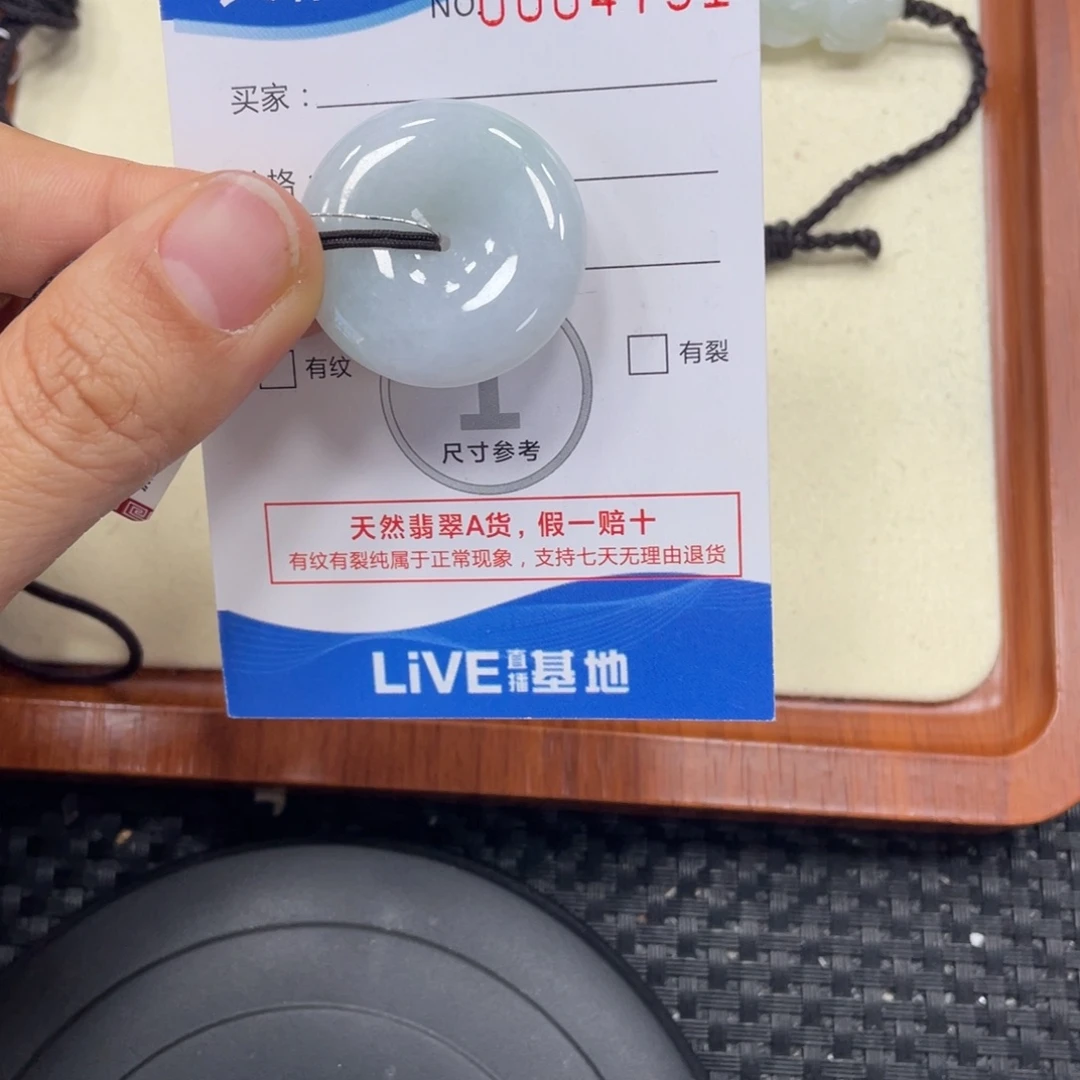 买家：
格：
有纹
有裂
1
尺寸参考
天然翡翠A货，假一赔十
有纹有裂纯属于正常现象，支持七天无理由退货
LiVE直播基地